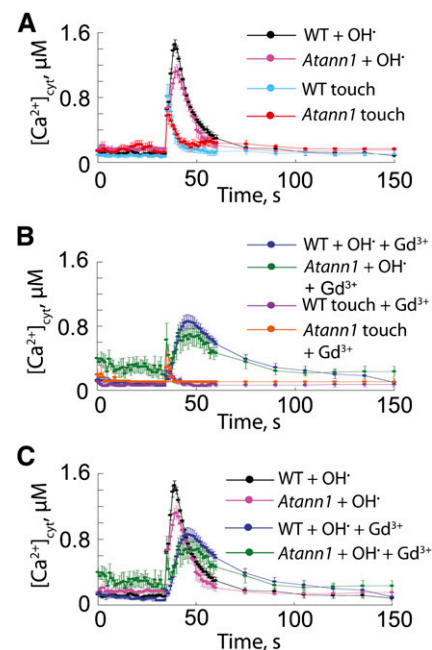 A
1.6
0.8
0
[Ca²⁺]cyt, µM
WT + OH•
Atann1 + OH•
WT touch
Atann1 touch
0 50 100 150
Time, s
B
1.6
0.8
0
[Ca²⁺]cyt, µM
WT + OH• + Gd³⁺
Atann1 + OH•
+ Gd³⁺
WT touch + Gd³⁺
Atann1 touch
+ Gd³⁺
0 50 100 150
Time, s
C
1.6
0.8
0
[Ca²⁺]cyt, µM
WT + OH•
Atann1 + OH•
WT + OH• + Gd³⁺
Atann1 + OH• + Gd³⁺
0 50 100 150
Time, s